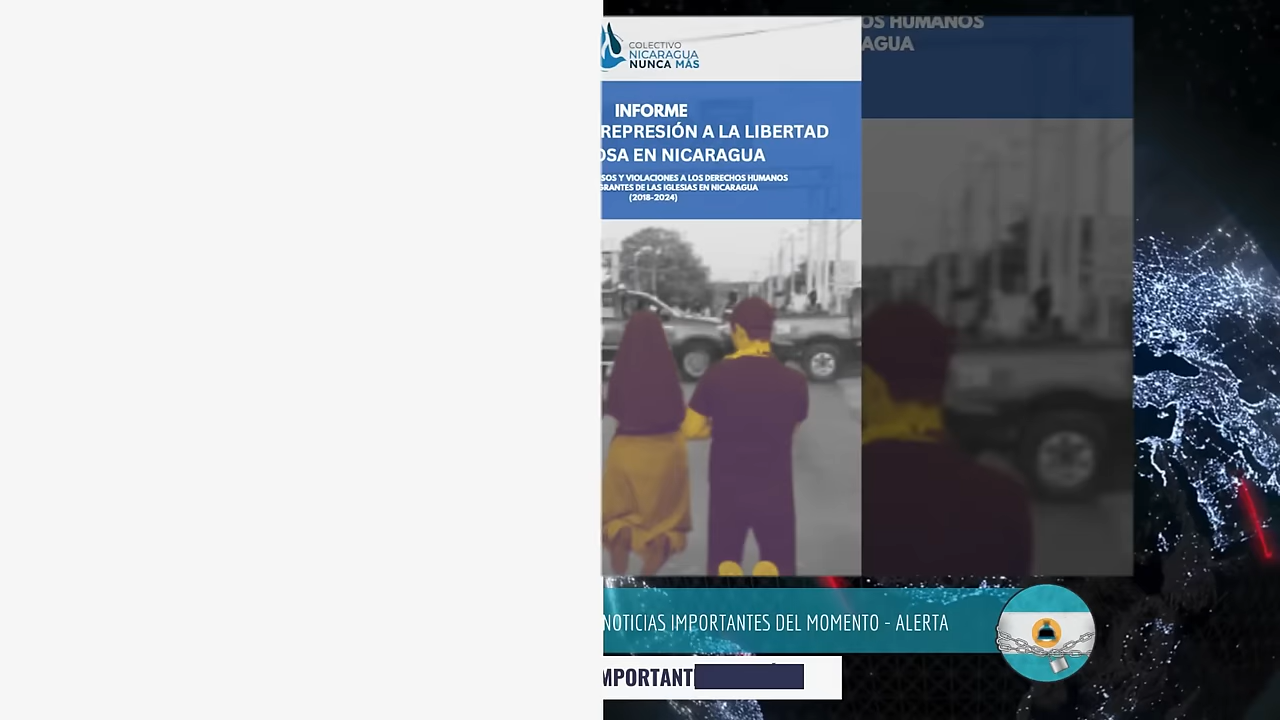 OS HUMANOS
AGUA
COLECTIVO
NICARAGUA
NUNCA MÁS
INFORME
REPRESIÓN A LA LIBERTAD
OSA EN NICARAGUA
SOS Y VIOLACIONES A LOS DERECHOS HUMANOS
GRANTES DE LAS IGLESIAS EN NICARAGUA
(2018-2024)
NOTICIAS IMPORTANTES DEL MOMENTO - ALERTA
MPORTANT